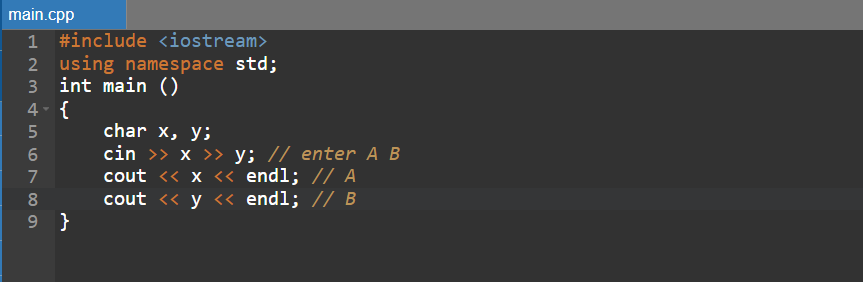 main.cpp
1 #include <iostream>
2 using namespace std;
3 int main ()
4 {
5     char x, y;
6     cin >> x >> y; // enter A B
7     cout << x << endl; // A
8     cout << y << endl; // B
9 }